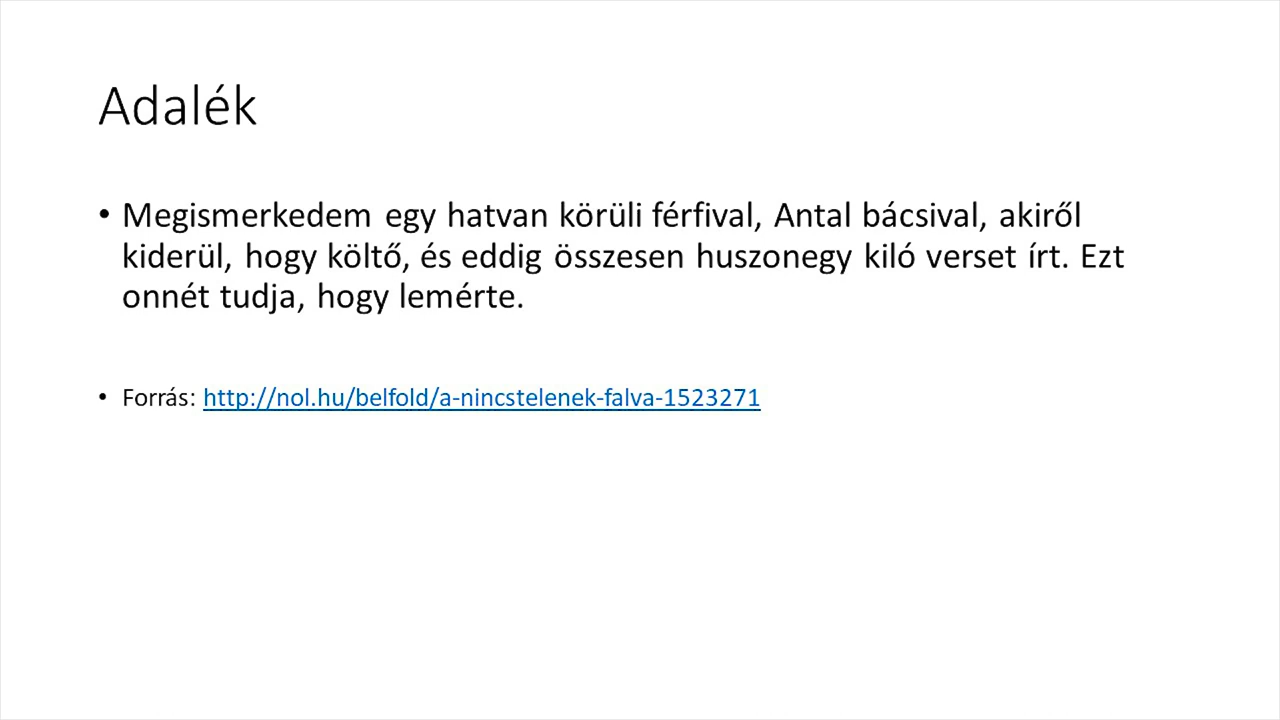 Adalék
• Megismerkedem egy hatvan körüli férfival, Antal bácsival, akiről
kiderül, hogy költő, és eddig összesen huszonegy kiló verset írt. Ezt
onnét tudja, hogy lemérte.
• Forrás: http://nol.hu/belfold/a-nincstelenek-falva-1523271